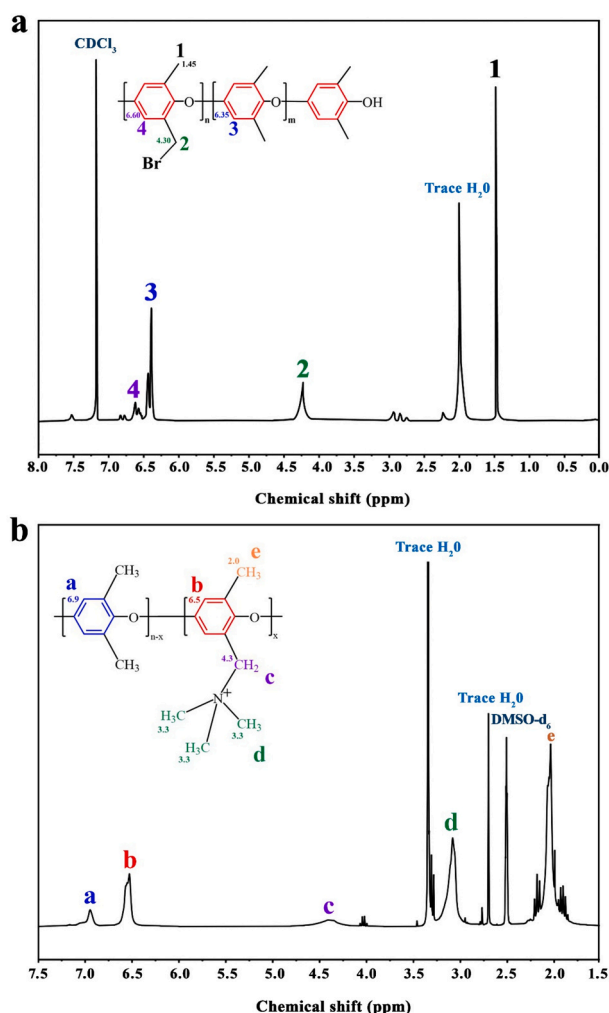 a
CDCl3
1
1.45
O
O
OH
6.60
n
6.35
m
4
4.30
2
3
Br
1
Trace H20
3
2
4
8.0 7.5 7.0 6.5 6.0 5.5 5.0 4.5 4.0 3.5 3.0 2.5 2.0 1.5 1.0 0.5 0.0
Chemical shift (ppm)
b
Trace H20
e
2.0
CH3
CH3
a
b
6.9
6.5
O
O
n-x
x
CH3
4.3
CH2
c
N+
H3C
3.3
CH3
3.3
H3C
3.3
d
Trace H20
DMSO-d6
e
d
b
a
c
7.5 7.0 6.5 6.0 5.5 5.0 4.5 4.0 3.5 3.0 2.5 2.0 1.5
Chemical shift (ppm)